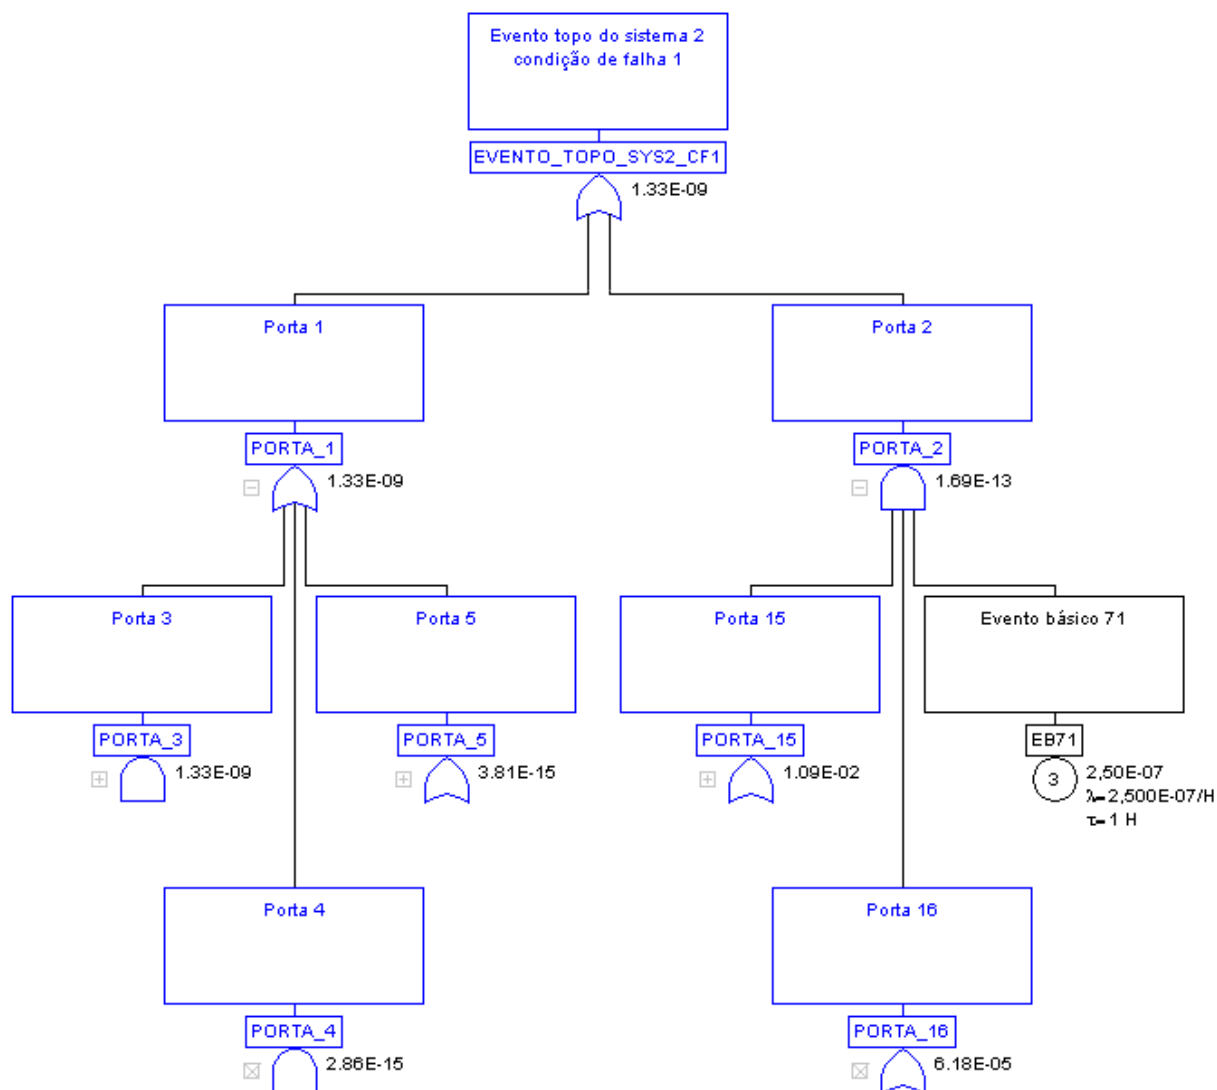 Evento topo do sistema 2
condição de falha 1
EVENTO_TOPO_SYS2_CF1
1.33E-09
Porta 1
Porta 2
PORTA_1
PORTA_2
1.33E-09
1.69E-13
Porta 3
Porta 5
Porta 15
Evento básico 71
PORTA_3
PORTA_5
PORTA_15
EB71
1.33E-09
3.81E-15
1.09E-02
3
2,50E-07
λ=2,500E-07/H
τ=1 H
Porta 4
Porta 16
PORTA_4
PORTA_16
2.86E-15
6.18E-05